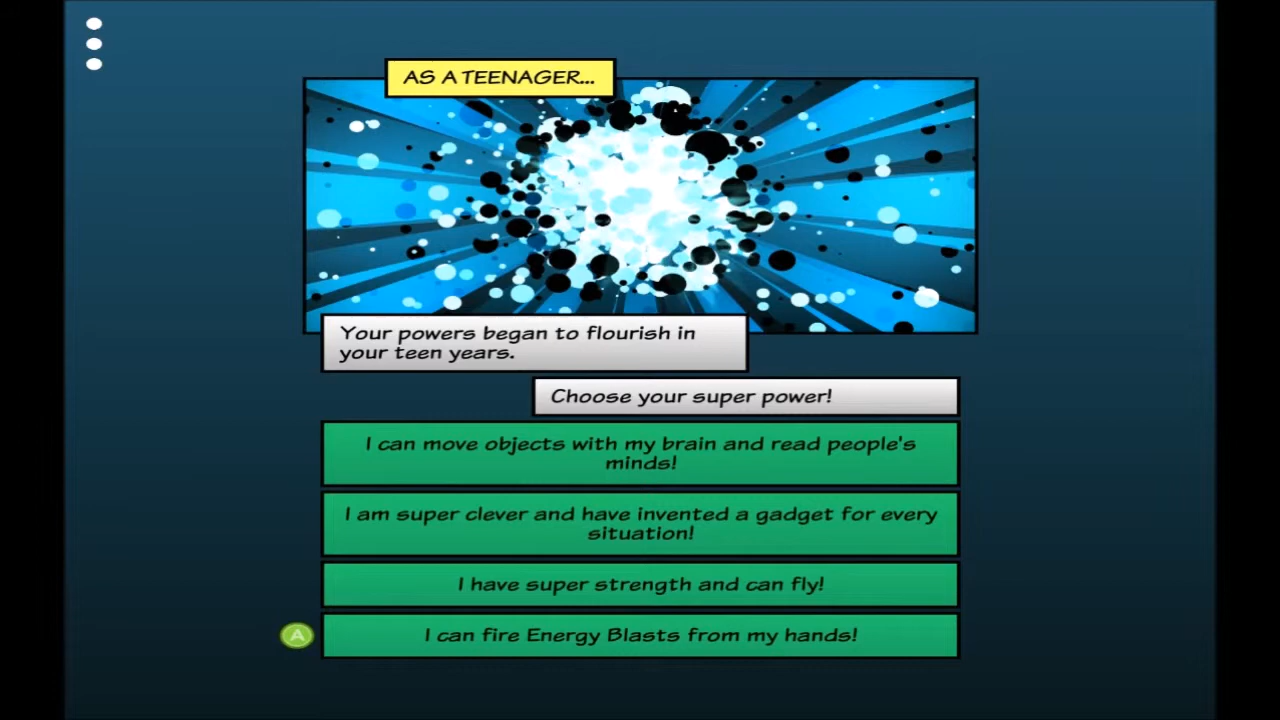 AS A TEENAGER...
Your powers began to flourish in
your teen years.
Choose your super power!
I can move objects with my brain and read people's
minds!
I am super clever and have invented a gadget for every
situation!
I have super strength and can fly!
A
I can fire Energy Blasts from my hands!